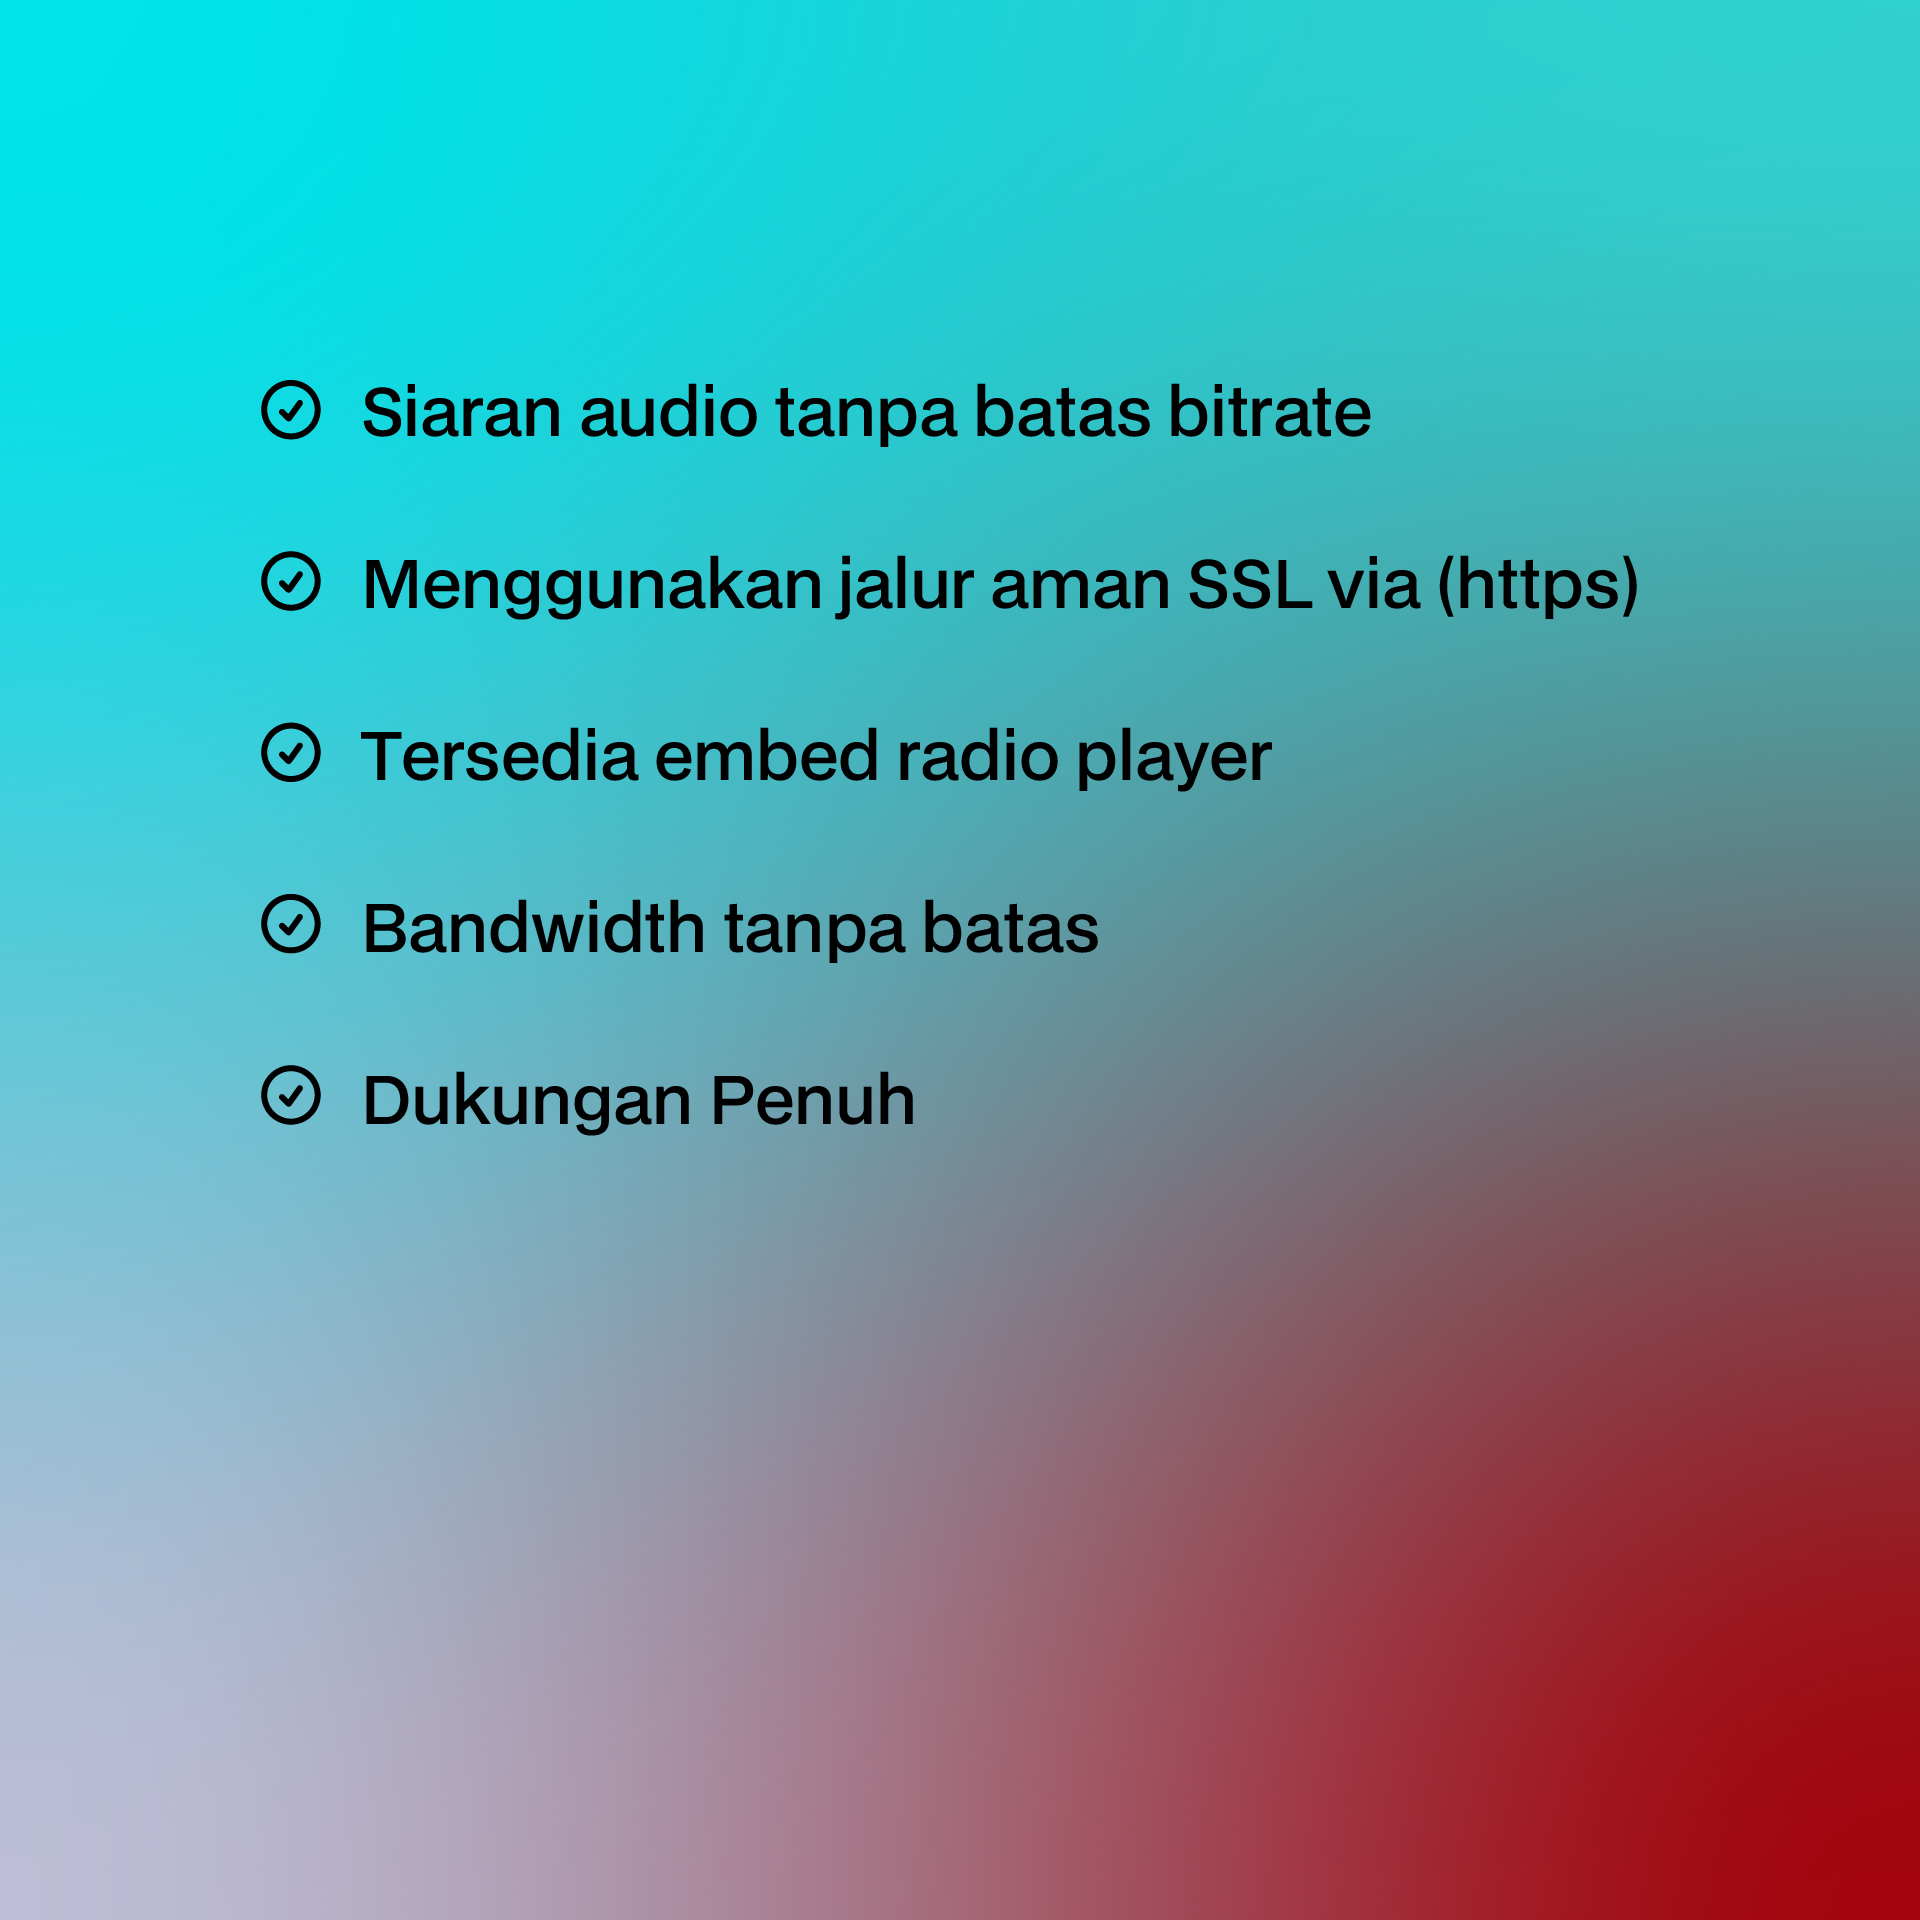 Siaran audio tanpa batas bitrate
Menggunakan jalur aman SSL via (https)
Tersedia embed radio player
Bandwidth tanpa batas
Dukungan Penuh